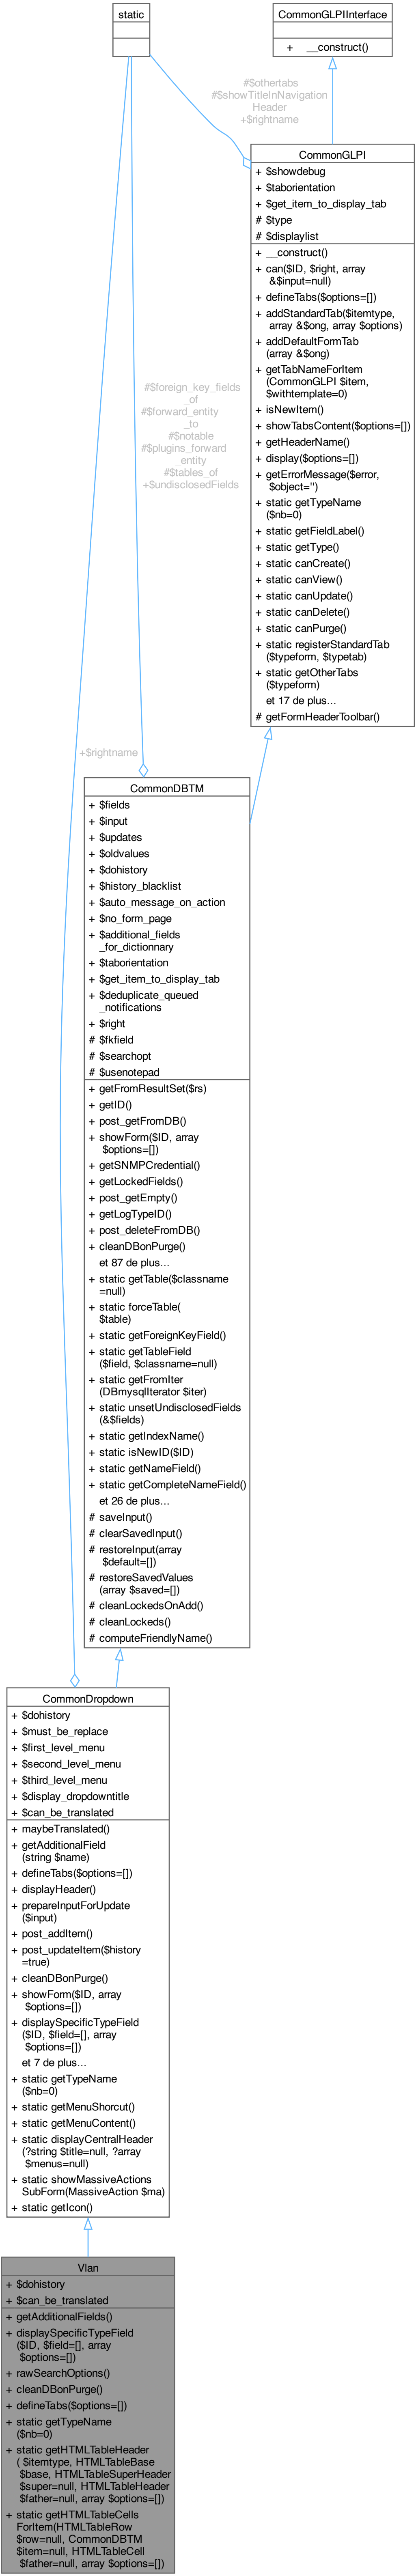 static
CommonGLPIInterface
+ __construct()
#$othertabs
#$showTitleInNavigation
Header
+$rightname
CommonGLPI
+ $showdebug
+ $taborientation
+ $get_item_to_display_tab
# $type
# $displaylist
+ __construct()
+ can($ID, $right, array
&$input=null)
+ defineTabs($options=[])
+ addStandardTab($itemtype,
array &$ong, array $options)
+ addDefaultFormTab
(array &$ong)
+ getTabNameForItem
(CommonGLPI $item,
$withtemplate=0)
+ isNewItem()
+ showTabsContent($options=[])
+ getHeaderName()
+ display($options=[])
+ getErrorMessage($error,
$object='')
+ static getTypeName
($nb=0)
+ static getFieldLabel()
+ static getType()
+ static canCreate()
+ static canView()
+ static canUpdate()
+ static canDelete()
+ static canPurge()
+ static registerStandardTab
($typeform, $typetab)
+ static getOtherTabs
($typeform)
et 17 de plus...
# getFormHeaderToolbar()
#$foreign_key_fields
_of
#$forward_entity
_to
#$notable
#$plugins_forward
_entity
#$tables_of
+$undisclosedFields
+$rightname
CommonDBTM
+ $fields
+ $input
+ $updates
+ $oldvalues
+ $dohistory
+ $history_blacklist
+ $auto_message_on_action
+ $no_form_page
+ $additional_fields
_for_dictionnary
+ $taborientation
+ $get_item_to_display_tab
+ $deduplicate_queued
_notifications
+ $right
# $fkfield
# $searchopt
# $usenotepad
+ getFromResultSet($rs)
+ getID()
+ post_getFromDB()
+ showForm($ID, array
$options=[])
+ getSNMPCredential()
+ getLockedFields()
+ post_getEmpty()
+ getLogTypeID()
+ post_deleteFromDB()
+ cleanDBonPurge()
et 87 de plus...
+ static getTable($classname
=null)
+ static forceTable(
$table)
+ static getForeignKeyField()
+ static getTableField
($field, $classname=null)
+ static getFromIter
(DBmysqlIterator $iter)
+ static unsetUndisclosedFields
(&$fields)
+ static getIndexName()
+ static isNewID($ID)
+ static getNameField()
+ static getCompleteNameField()
et 26 de plus...
# saveInput()
# clearSavedInput()
# restoreInput(array
$default=[])
# restoreSavedValues
(array $saved=[])
# cleanLockedsOnAdd()
# cleanLockeds()
# computeFriendlyName()
CommonDropdown
+ $dohistory
+ $must_be_replace
+ $first_level_menu
+ $second_level_menu
+ $third_level_menu
+ $display_dropdowntitle
+ $can_be_translated
+ maybeTranslated()
+ getAdditionalField
(string $name)
+ defineTabs($options=[])
+ displayHeader()
+ prepareInputForUpdate
($input)
+ post_addItem()
+ post_updateItem($history
=true)
+ cleanDBonPurge()
+ showForm($ID, array
$options=[])
+ displaySpecificTypeField
($ID, $field=[], array
$options=[])
et 7 de plus...
+ static getTypeName
($nb=0)
+ static getMenuShorcut()
+ static getMenuContent()
+ static displayCentralHeader
(?string $title=null, ?array
$menus=null)
+ static showMassiveActions
SubForm(MassiveAction $ma)
+ static getIcon()
Vlan
+ $dohistory
+ $can_be_translated
+ getAdditionalFields()
+ displaySpecificTypeField
($ID, $field=[], array
$options=[])
+ rawSearchOptions()
+ cleanDBonPurge()
+ defineTabs($options=[])
+ static getTypeName
($nb=0)
+ static getHTMLTableHeader
( $itemtype, HTMLTableBase
$base, HTMLTableSuperHeader
$super=null, HTMLTableHeader
$father=null, array $options=[])
+ static getHTMLTableCells
ForItem(HTMLTableRow
$row=null, CommonDBTM
$item=null, HTMLTableCell
$father=null, array $options=[])